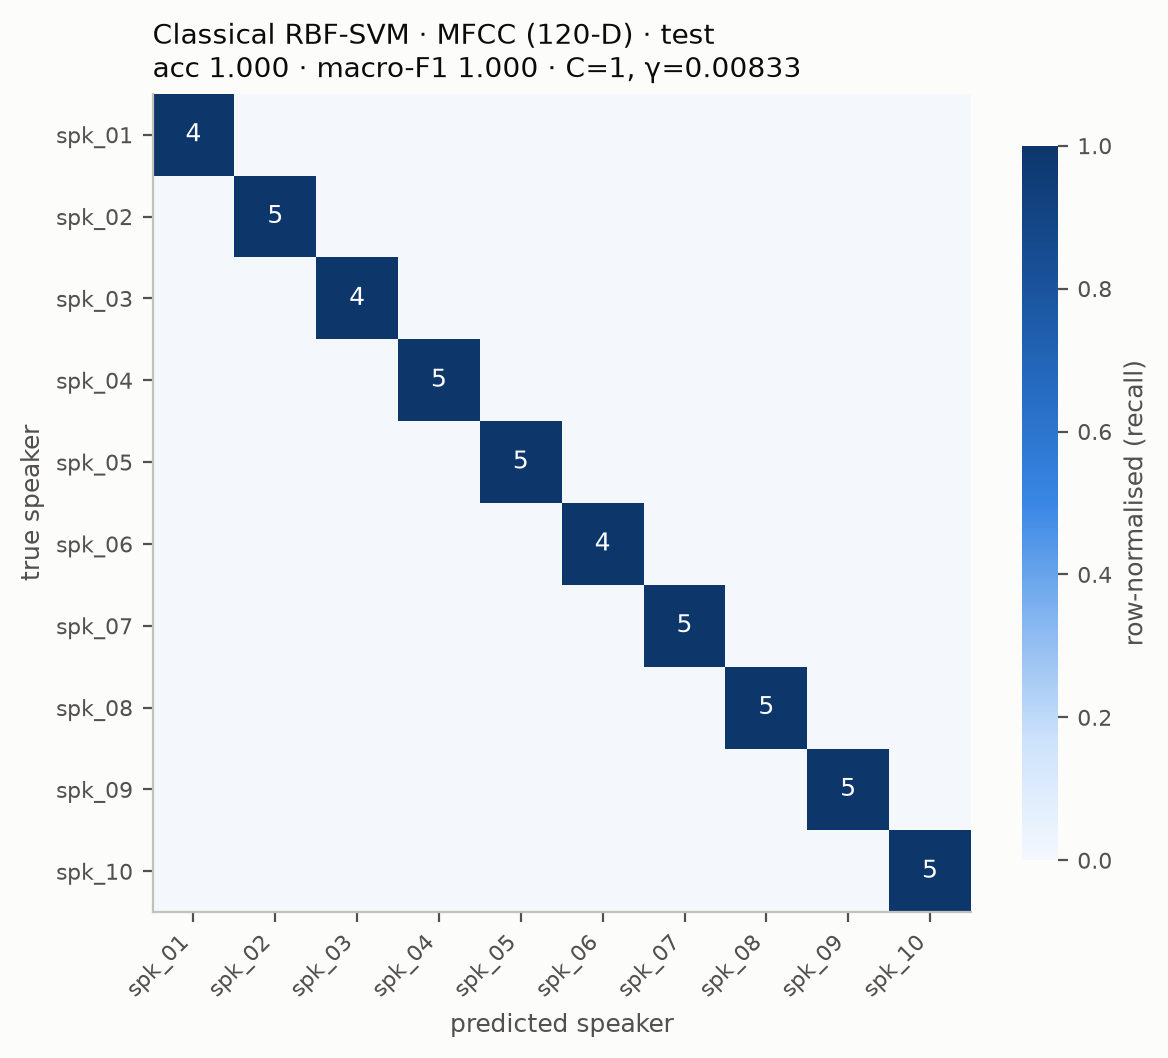 Classical RBF-SVM · MFCC (120-D) · test
acc 1.000 · macro-F1 1.000 · C=1, γ=0.00833
true speaker
spk_01
spk_02
spk_03
spk_04
spk_05
spk_06
spk_07
spk_08
spk_09
spk_10
4
5
4
5
5
4
5
5
5
5
spk_01
spk_02
spk_03
spk_04
spk_05
spk_06
spk_07
spk_08
spk_09
spk_10
predicted speaker
1.0
0.8
0.6
0.4
0.2
0.0
row-normalised (recall)